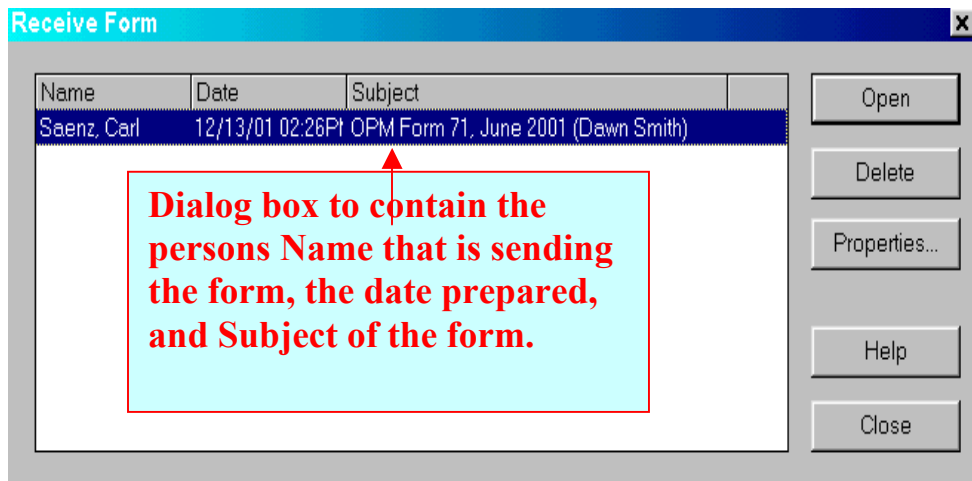 Receive Form
Name Date Subject
Saenz, Carl 12/13/01 02:26PM OPM Form 71, June 2001 (Dawn Smith)
Dialog box to contain the
persons Name that is sending
the form, the date prepared,
and Subject of the form.
Open
Delete
Properties...
Help
Close